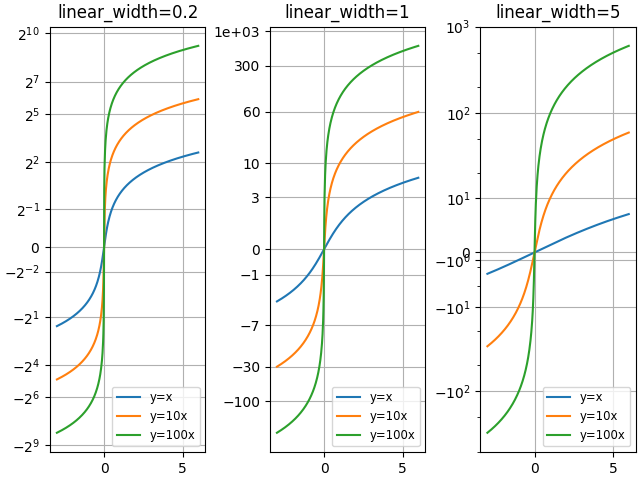 linear_width=0.2
2^10
2^7
2^5
2^2
2^-1
0
-2^-2
-2^1
-2^4
-2^6
-2^9
0 5
y=x
y=10x
y=100x
linear_width=1
1e+03
300
60
10
3
0
-1
-7
-30
-100
0 5
y=x
y=10x
y=100x
linear_width=5
10^3
10^2
10^1
0
-10^0
-10^1
-10^2
0 5
y=x
y=10x
y=100x